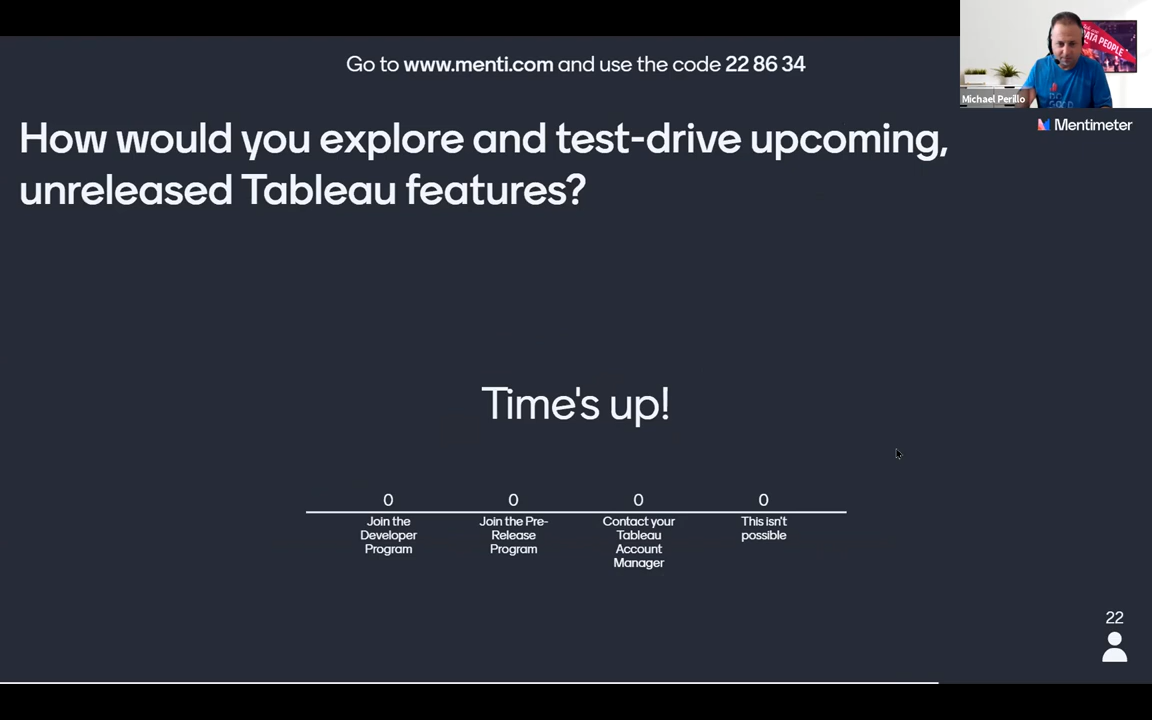 Go to www.menti.com and use the code 22 86 34
DATA PEOPLE
Michael Perillo
Mentimeter
How would you explore and test-drive upcoming,
unreleased Tableau features?
Time's up!
0 0 0 0
Join the
Developer
Program
Join the Pre-
Release
Program
Contact your
Tableau
Account
Manager
This isn't
possible
22